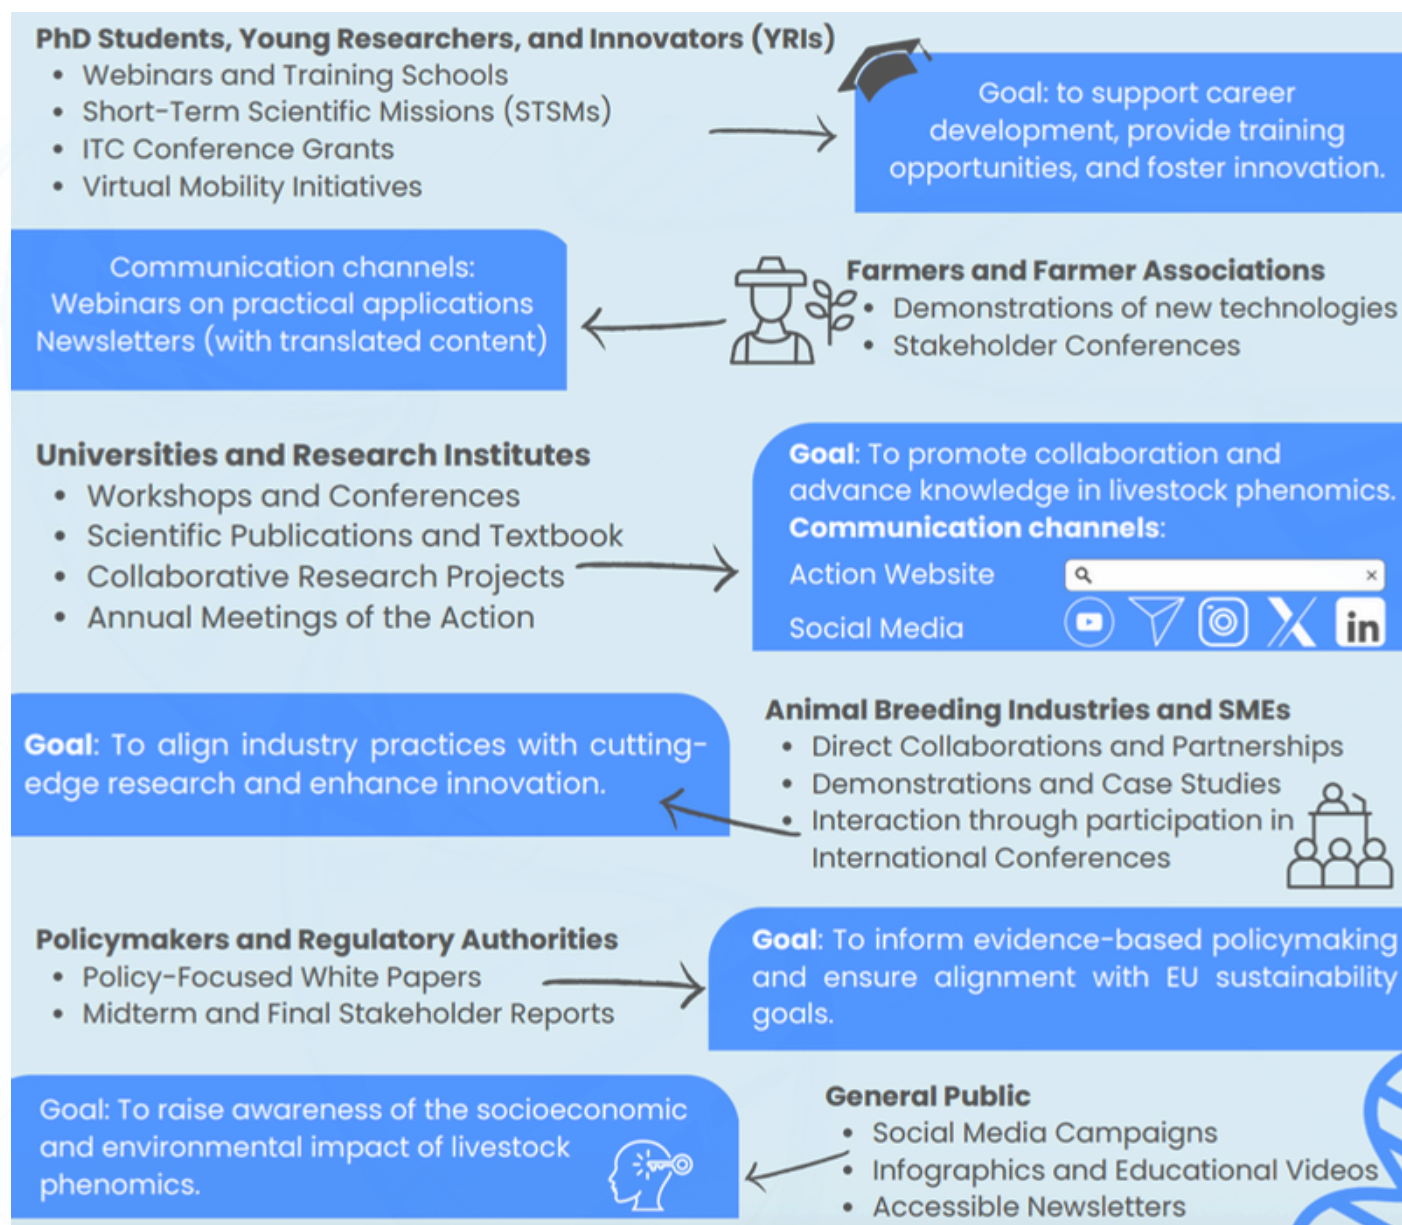 PhD Students, Young Researchers, and Innovators (YRIs)
• Webinars and Training Schools
• Short-Term Scientific Missions (STSMs)
• ITC Conference Grants
• Virtual Mobility Initiatives
Goal: to support career
development, provide training
opportunities, and foster innovation.
Communication channels:
Webinars on practical applications
Newsletters (with translated content)
Farmers and Farmer Associations
• Demonstrations of new technologies
• Stakeholder Conferences
Universities and Research Institutes
• Workshops and Conferences
• Scientific Publications and Textbook
• Collaborative Research Projects
• Annual Meetings of the Action
Goal: To promote collaboration and
advance knowledge in livestock phenomics.
Communication channels:
Action Website
Social Media
in
Goal: To align industry practices with cutting-
edge research and enhance innovation.
Animal Breeding Industries and SMEs
• Direct Collaborations and Partnerships
• Demonstrations and Case Studies
• Interaction through participation in
International Conferences
Policymakers and Regulatory Authorities
• Policy-Focused White Papers
• Midterm and Final Stakeholder Reports
Goal: To inform evidence-based policymaking
and ensure alignment with EU sustainability
goals.
Goal: To raise awareness of the socioeconomic
and environmental impact of livestock
phenomics.
General Public
• Social Media Campaigns
• Infographics and Educational Videos
• Accessible Newsletters